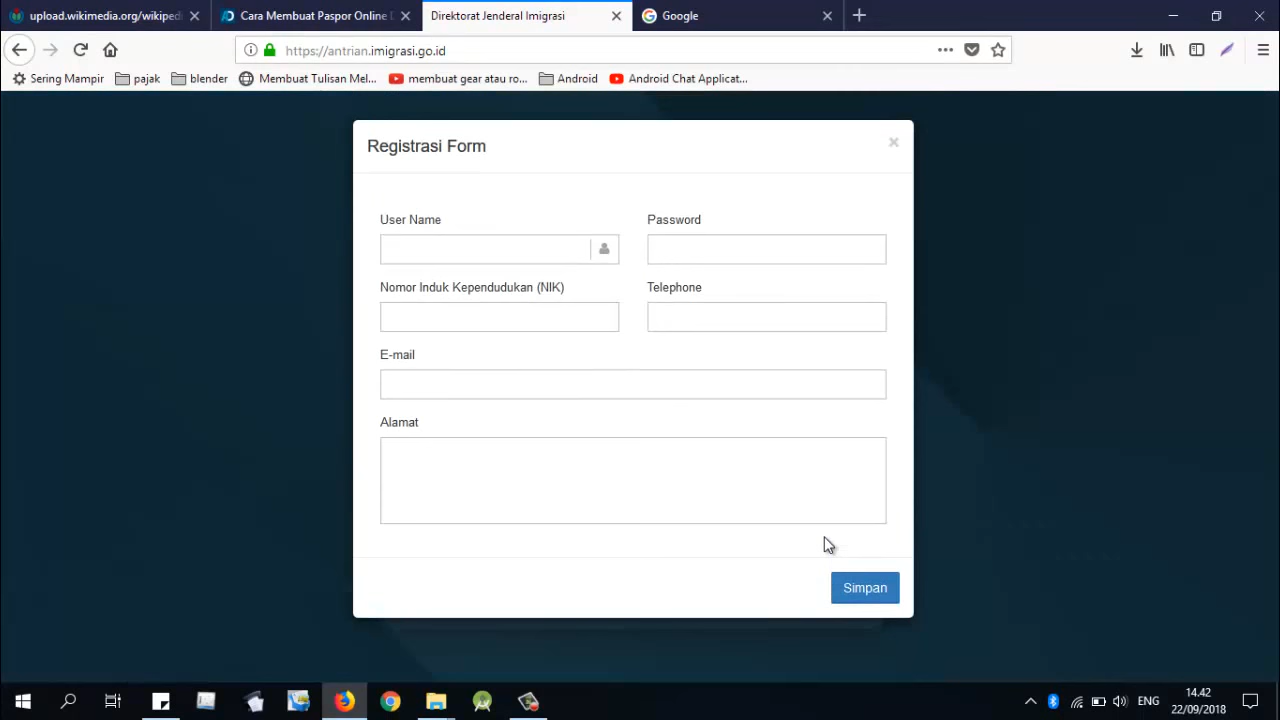 upload.wikimedia.org/wikiped
Cara Membuat Paspor Online
Direktorat Jenderal Imigrasi
Google
https://antrian.imigrasi.go.id
Sering Mampir
pajak
blender
Membuat Tulisan Mel...
membuat gear atau ro...
Android
Android Chat Applicat...
Registrasi Form
User Name
Password
Nomor Induk Kependudukan (NIK)
Telephone
E-mail
Alamat
Simpan
ENG
14.42
22/09/2018